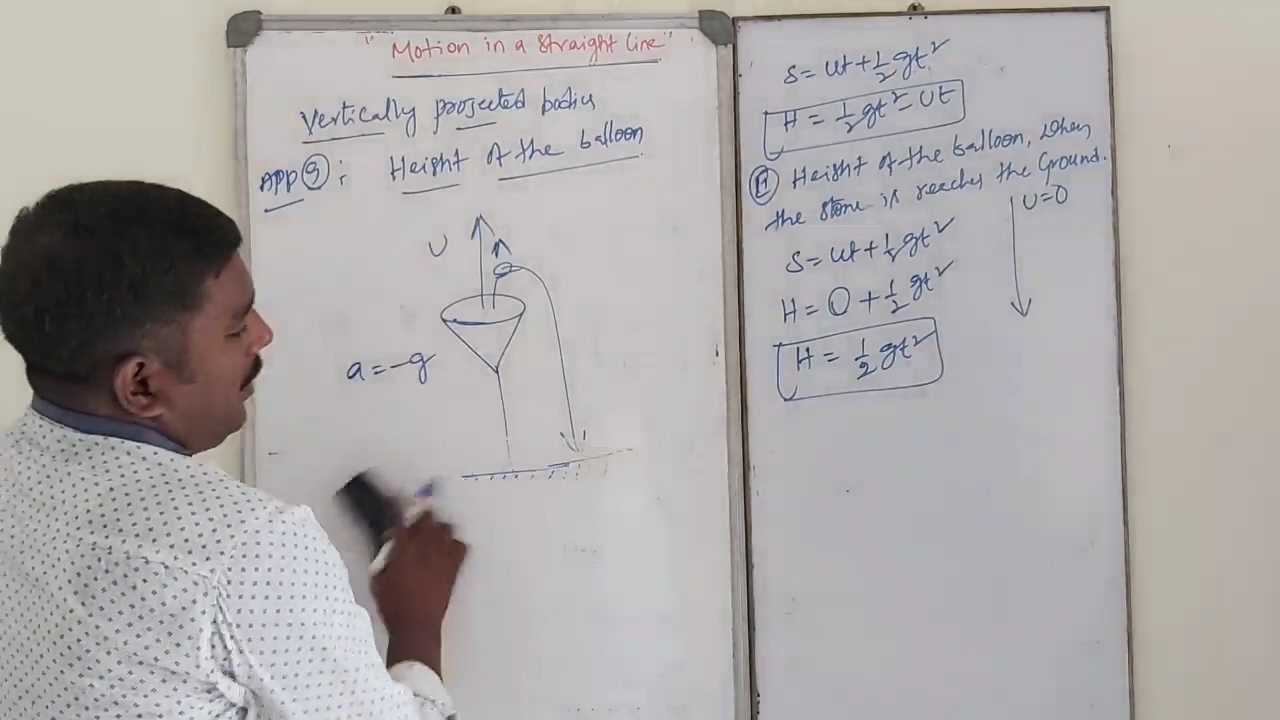 "Motion in a straight line"
Vertically projected bodies
APP ⑨: Height of the balloon
U
a = -g
S = ut + ½ gt²
H = ½ gt² - Ut
Ⓗ Height of the balloon, when
the stone is reaches the Ground.
U = 0
S = ut + ½ gt²
H = 0 + ½ gt²
H = ½ gt²